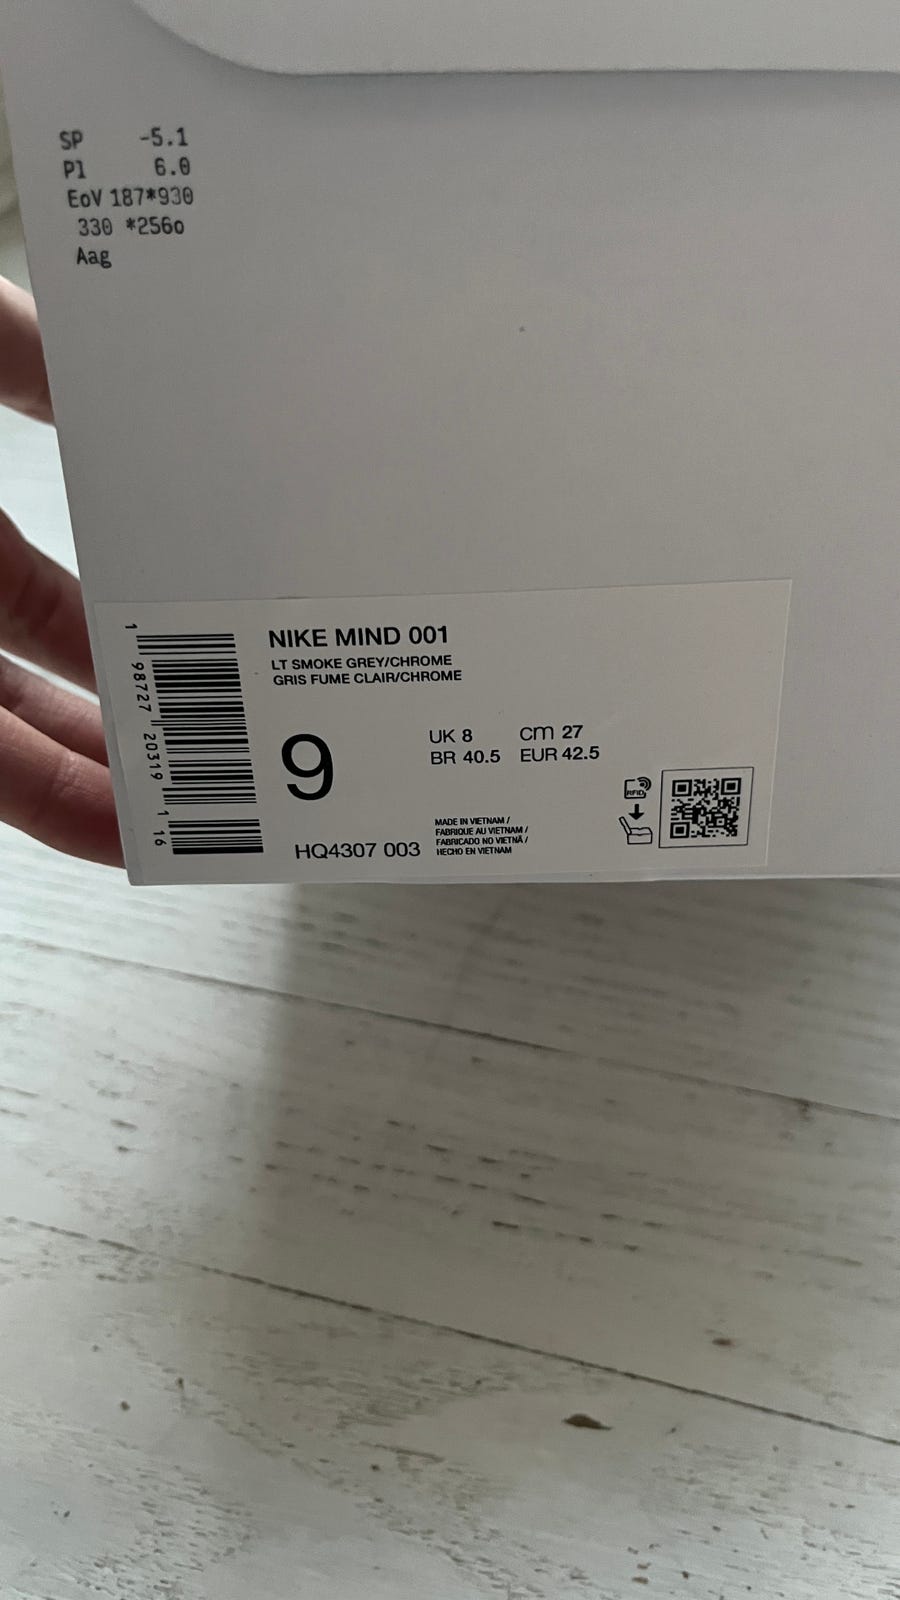 SP -5.1
Pl 6.0
EoV 187*930
330 *256o
Aag
NIKE MIND 001
LT SMOKE GREY/CHROME
GRIS FUME CLAIR/CHROME
9
UK 8 cm 27
BR 40.5 EUR 42.5
HQ4307 003
MADE IN VIETNAM /
FABRIQUE AU VIETNAM /
FABRICADO NO VIETNÃ /
HECHO EN VIETNAM
RFID
1 98727 20319 1 16